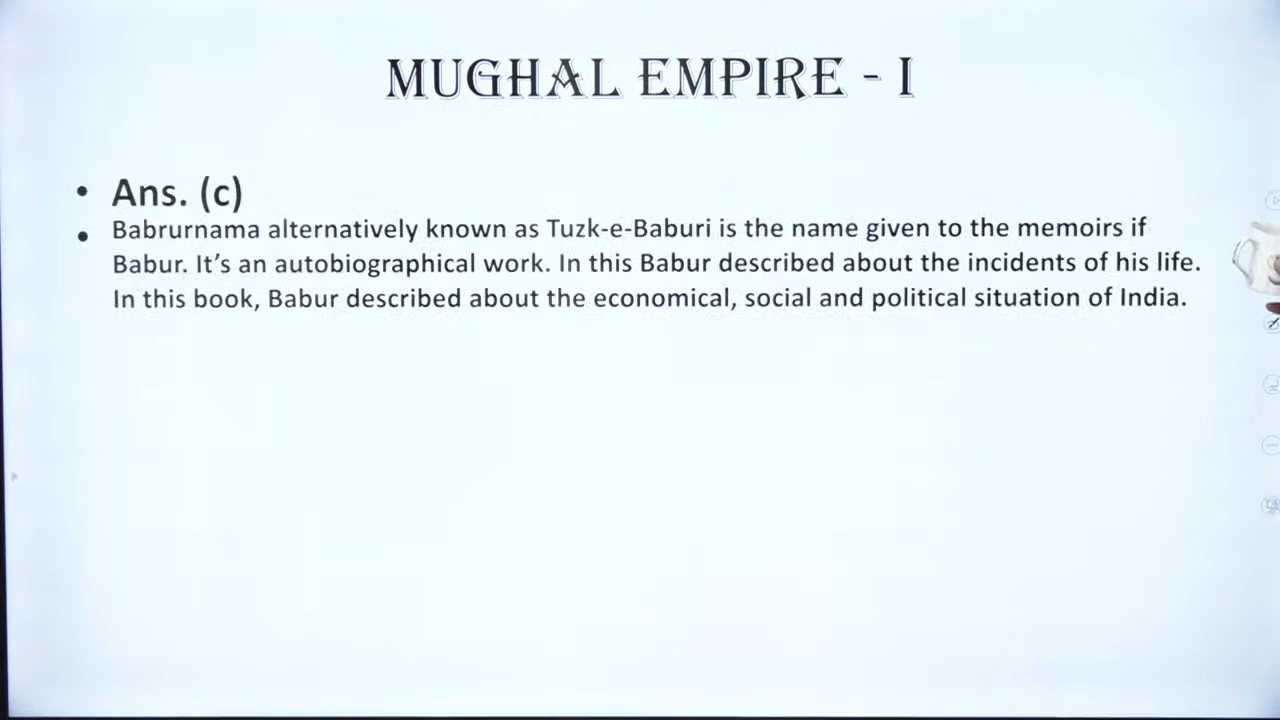 MUGHAL EMPIRE - I
• Ans. (c)
• Babrurnama alternatively known as Tuzk-e-Baburi is the name given to the memoirs if
Babur. It's an autobiographical work. In this Babur described about the incidents of his life.
In this book, Babur described about the economical, social and political situation of India.